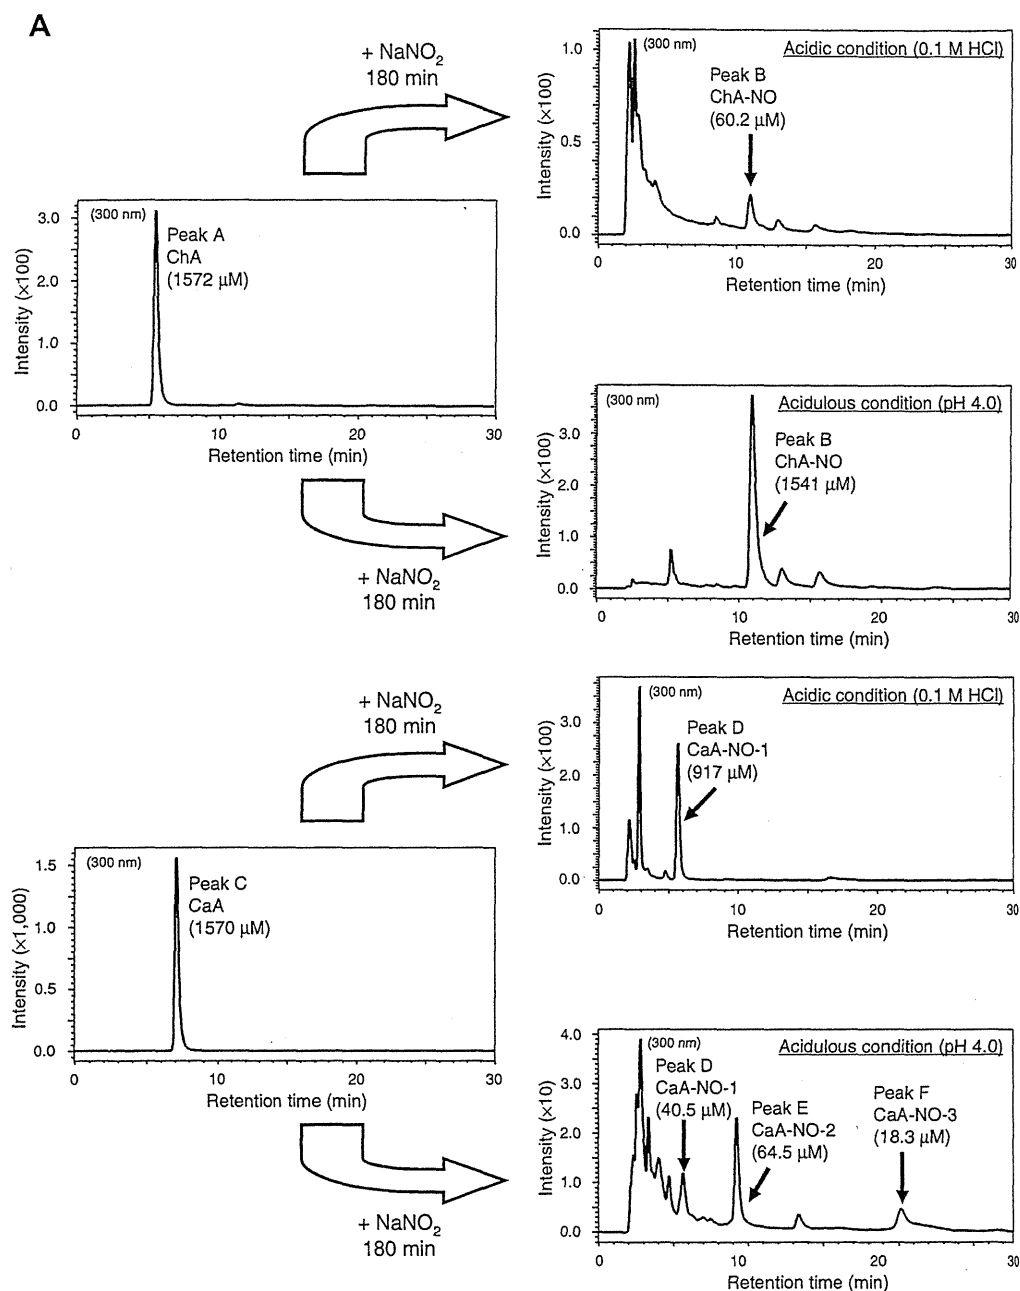 A
+ NaNO2
180 min
(300 nm)
Acidic condition (0.1 M HCl)
Peak B
ChA-NO
(60.2 μM)
Intensity (×100)
1.0
0.5
0.0
0
10
20
30
Retention time (min)
(300 nm)
Peak A
ChA
(1572 μM)
Intensity (×100)
3.0
2.0
1.0
0.0
0
10
20
30
Retention time (min)
+ NaNO2
180 min
(300 nm)
Acidulous condition (pH 4.0)
Peak B
ChA-NO
(1541 μM)
Intensity (×100)
3.0
2.0
1.0
0.0
0
10
20
30
Retention time (min)
+ NaNO2
180 min
(300 nm)
Acidic condition (0.1 M HCl)
Peak D
CaA-NO-1
(917 μM)
Intensity (×100)
3.0
2.0
1.0
0.0
0
10
20
30
Retention time (min)
(300 nm)
Peak C
CaA
(1570 μM)
Intensity (×1,000)
1.5
1.0
0.5
0.0
0
10
20
30
Retention time (min)
+ NaNO2
180 min
(300 nm)
Acidulous condition (pH 4.0)
Peak D
CaA-NO-1
(40.5 μM)
Peak E
CaA-NO-2
(64.5 μM)
Peak F
CaA-NO-3
(18.3 μM)
Intensity (×10)
4.0
3.0
2.0
1.0
0.0
0
10
20
30
Retention time (min)